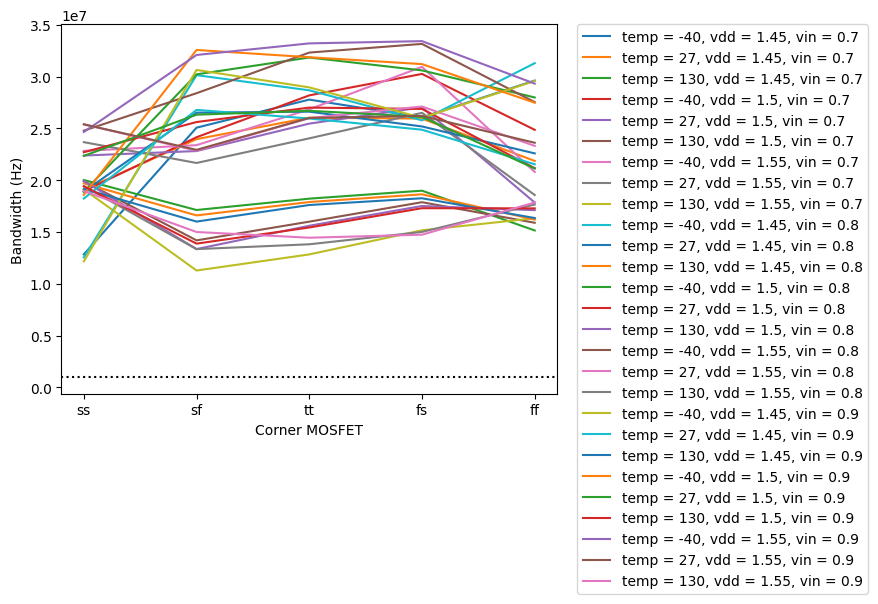 1e7
3.5
3.0
2.5
2.0
1.5
1.0
0.5
0.0
Bandwidth (Hz)
ss sf tt fs ff
Corner MOSFET
temp = -40, vdd = 1.45, vin = 0.7
temp = 27, vdd = 1.45, vin = 0.7
temp = 130, vdd = 1.45, vin = 0.7
temp = -40, vdd = 1.5, vin = 0.7
temp = 27, vdd = 1.5, vin = 0.7
temp = 130, vdd = 1.5, vin = 0.7
temp = -40, vdd = 1.55, vin = 0.7
temp = 27, vdd = 1.55, vin = 0.7
temp = 130, vdd = 1.55, vin = 0.7
temp = -40, vdd = 1.45, vin = 0.8
temp = 27, vdd = 1.45, vin = 0.8
temp = 130, vdd = 1.45, vin = 0.8
temp = -40, vdd = 1.5, vin = 0.8
temp = 27, vdd = 1.5, vin = 0.8
temp = 130, vdd = 1.5, vin = 0.8
temp = -40, vdd = 1.55, vin = 0.8
temp = 27, vdd = 1.55, vin = 0.8
temp = 130, vdd = 1.55, vin = 0.8
temp = -40, vdd = 1.45, vin = 0.9
temp = 27, vdd = 1.45, vin = 0.9
temp = 130, vdd = 1.45, vin = 0.9
temp = -40, vdd = 1.5, vin = 0.9
temp = 27, vdd = 1.5, vin = 0.9
temp = 130, vdd = 1.5, vin = 0.9
temp = -40, vdd = 1.55, vin = 0.9
temp = 27, vdd = 1.55, vin = 0.9
temp = 130, vdd = 1.55, vin = 0.9